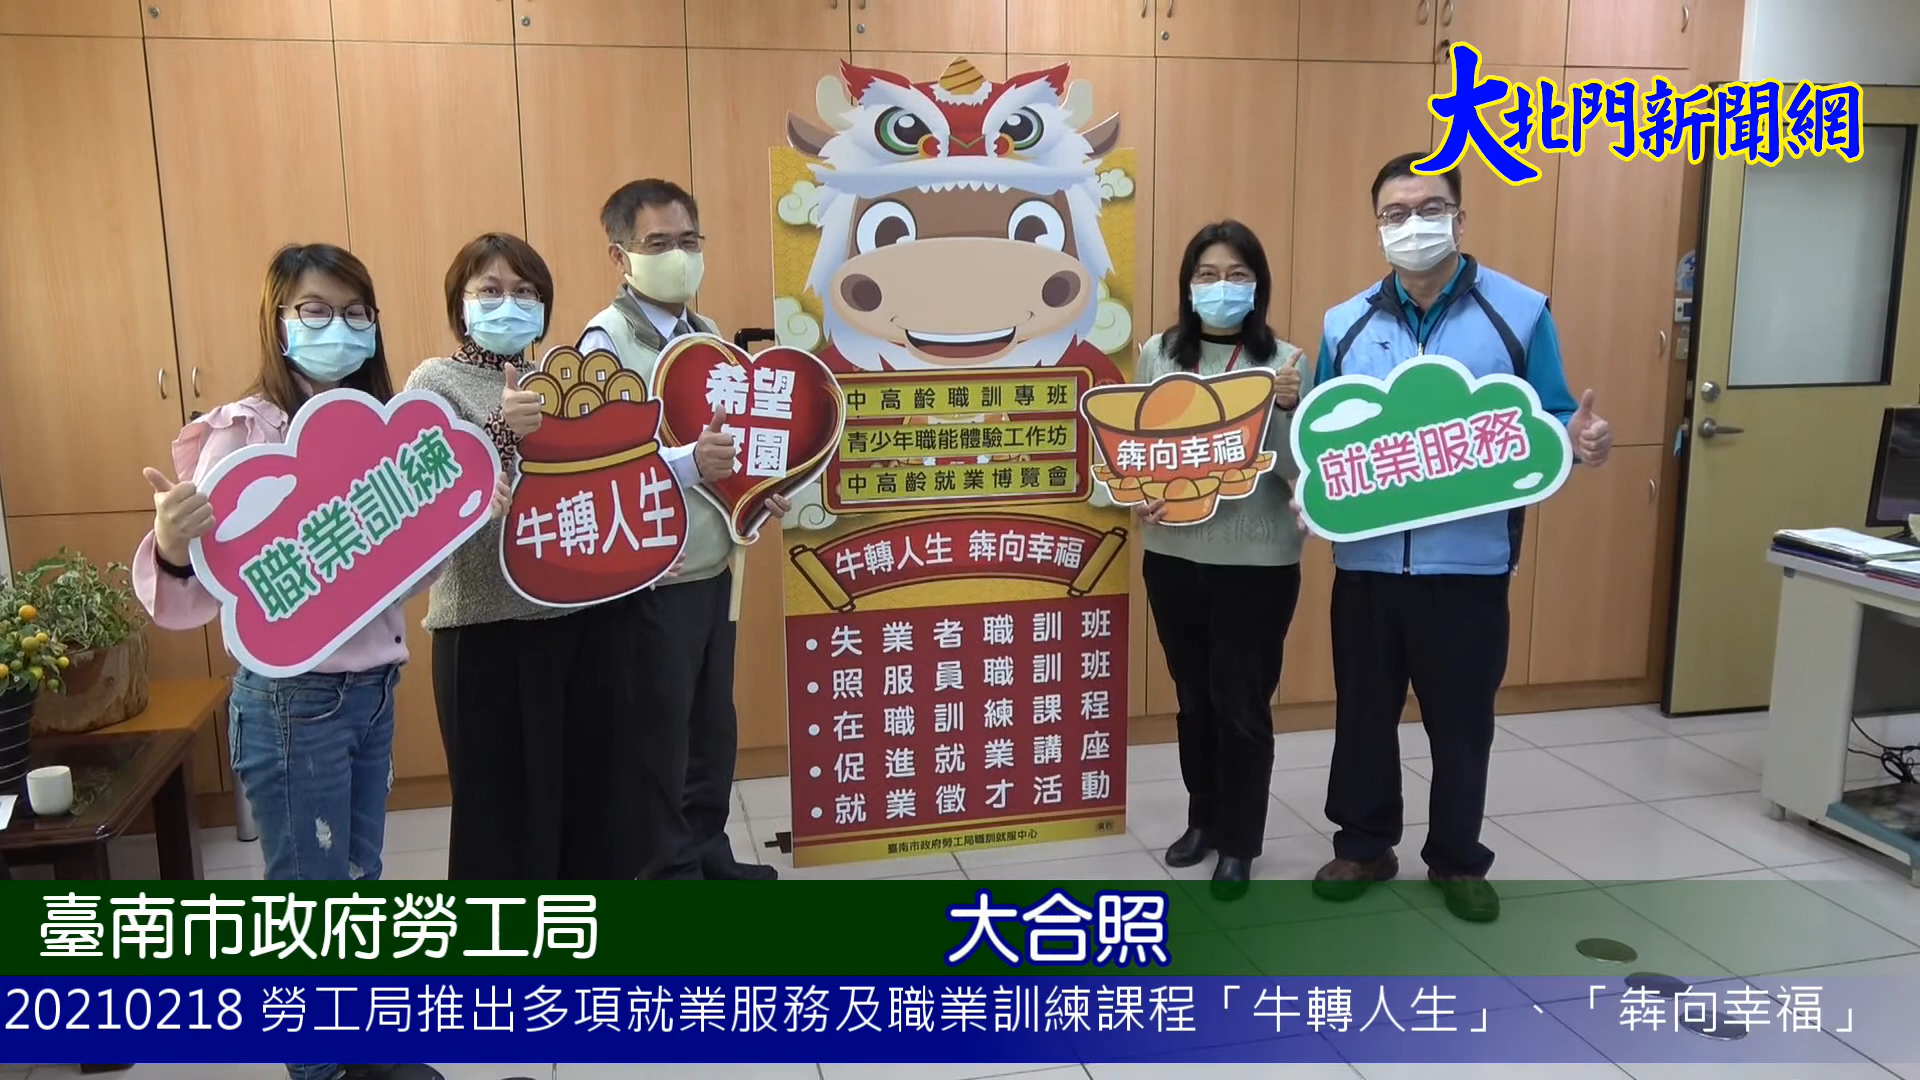 大北門新聞網
職業訓練
牛轉人生
希望
園
中高齡職訓專班
青少年職能體驗工作坊
中高齡就業博覽會
犇向幸福
就業服務
牛轉人生 犇向幸福
•失業者職訓班
•照服員職訓班
•在職訓練課程
•促進就業講座
•就業徵才活動
臺南市政府勞工局職訓就服中心
廣告
臺南市政府勞工局
大合照
20210218 勞工局推出多項就業服務及職業訓練課程「牛轉人生」、「犇向幸福」